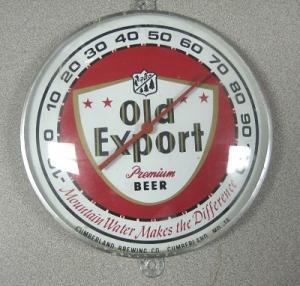 -10 0 10 20 30 40 50 60 70 80 90
Old
Export
Premium
BEER
Mountain Water Makes the Difference
CUMBERLAND BREWING CO. CUMBERLAND, MD.